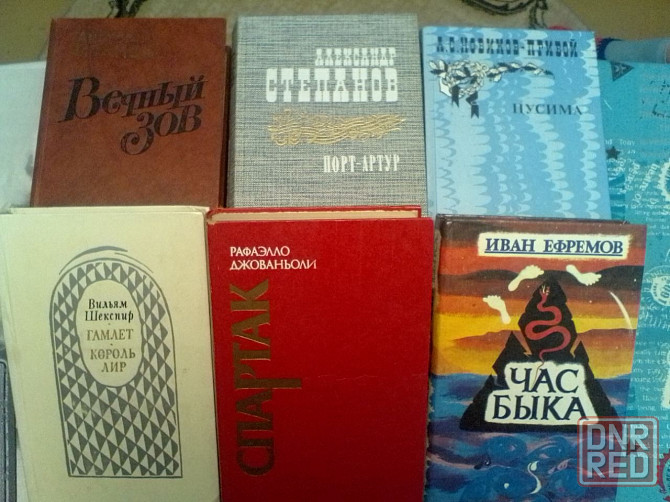 Вечный
зов
АЛЕКСАНДР
СТЕПАНОВ
ПОРТ-АРТУР
А.С.НОВИКОВ-ПРИБОЙ
ЦУСИМА
Вильям
Шекспир
ГАМЛЕТ
КОРОЛЬ
ЛИР
РАФАЭЛЛО
ДЖОВАНЬОЛИ
СПАРТАК
ИВАН ЕФРЕМОВ
ЧАС
БЫКА
DNR
RED